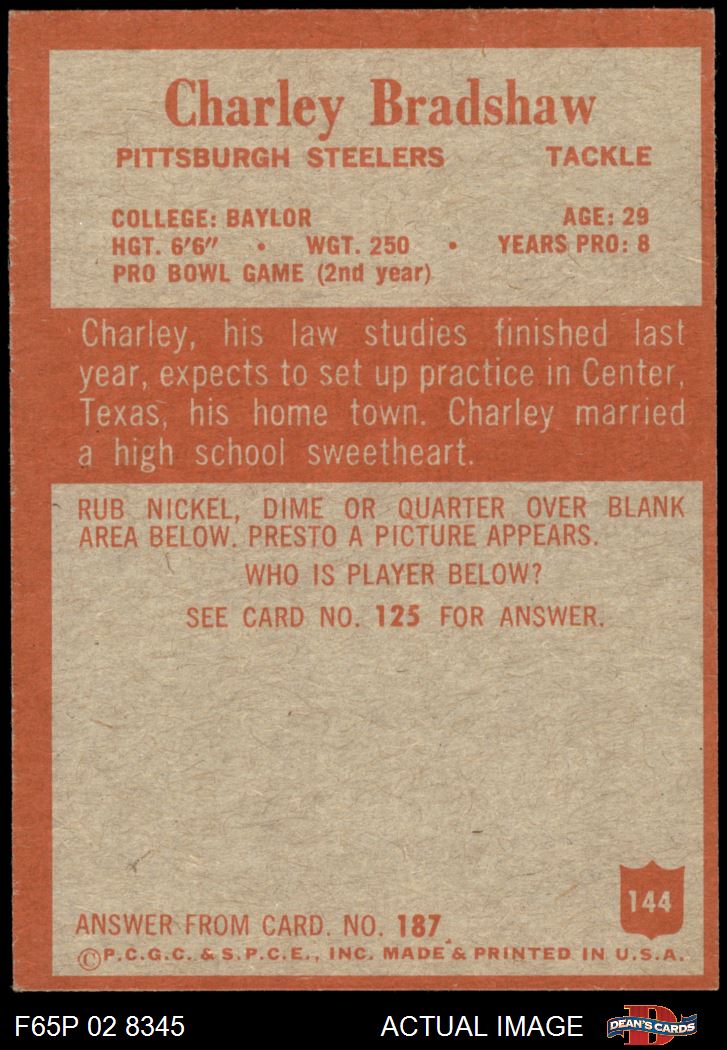 Charley Bradshaw
PITTSBURGH STEELERS TACKLE
COLLEGE: BAYLOR AGE: 29
HGT. 6'6" • WGT. 250 • YEARS PRO: 8
PRO BOWL GAME (2nd year)
Charley, his law studies finished last
year, expects to set up practice in Center,
Texas, his home town. Charley married
a high school sweetheart.
RUB NICKEL, DIME OR QUARTER OVER BLANK
AREA BELOW. PRESTO A PICTURE APPEARS.
WHO IS PLAYER BELOW?
SEE CARD NO. 125 FOR ANSWER.
144
ANSWER FROM CARD. NO. 187
©P.C.G.C. & S.P.C.E., INC. MADE & PRINTED IN U.S.A.
F65P 02 8345 ACTUAL IMAGE D DEAN'S CARDS